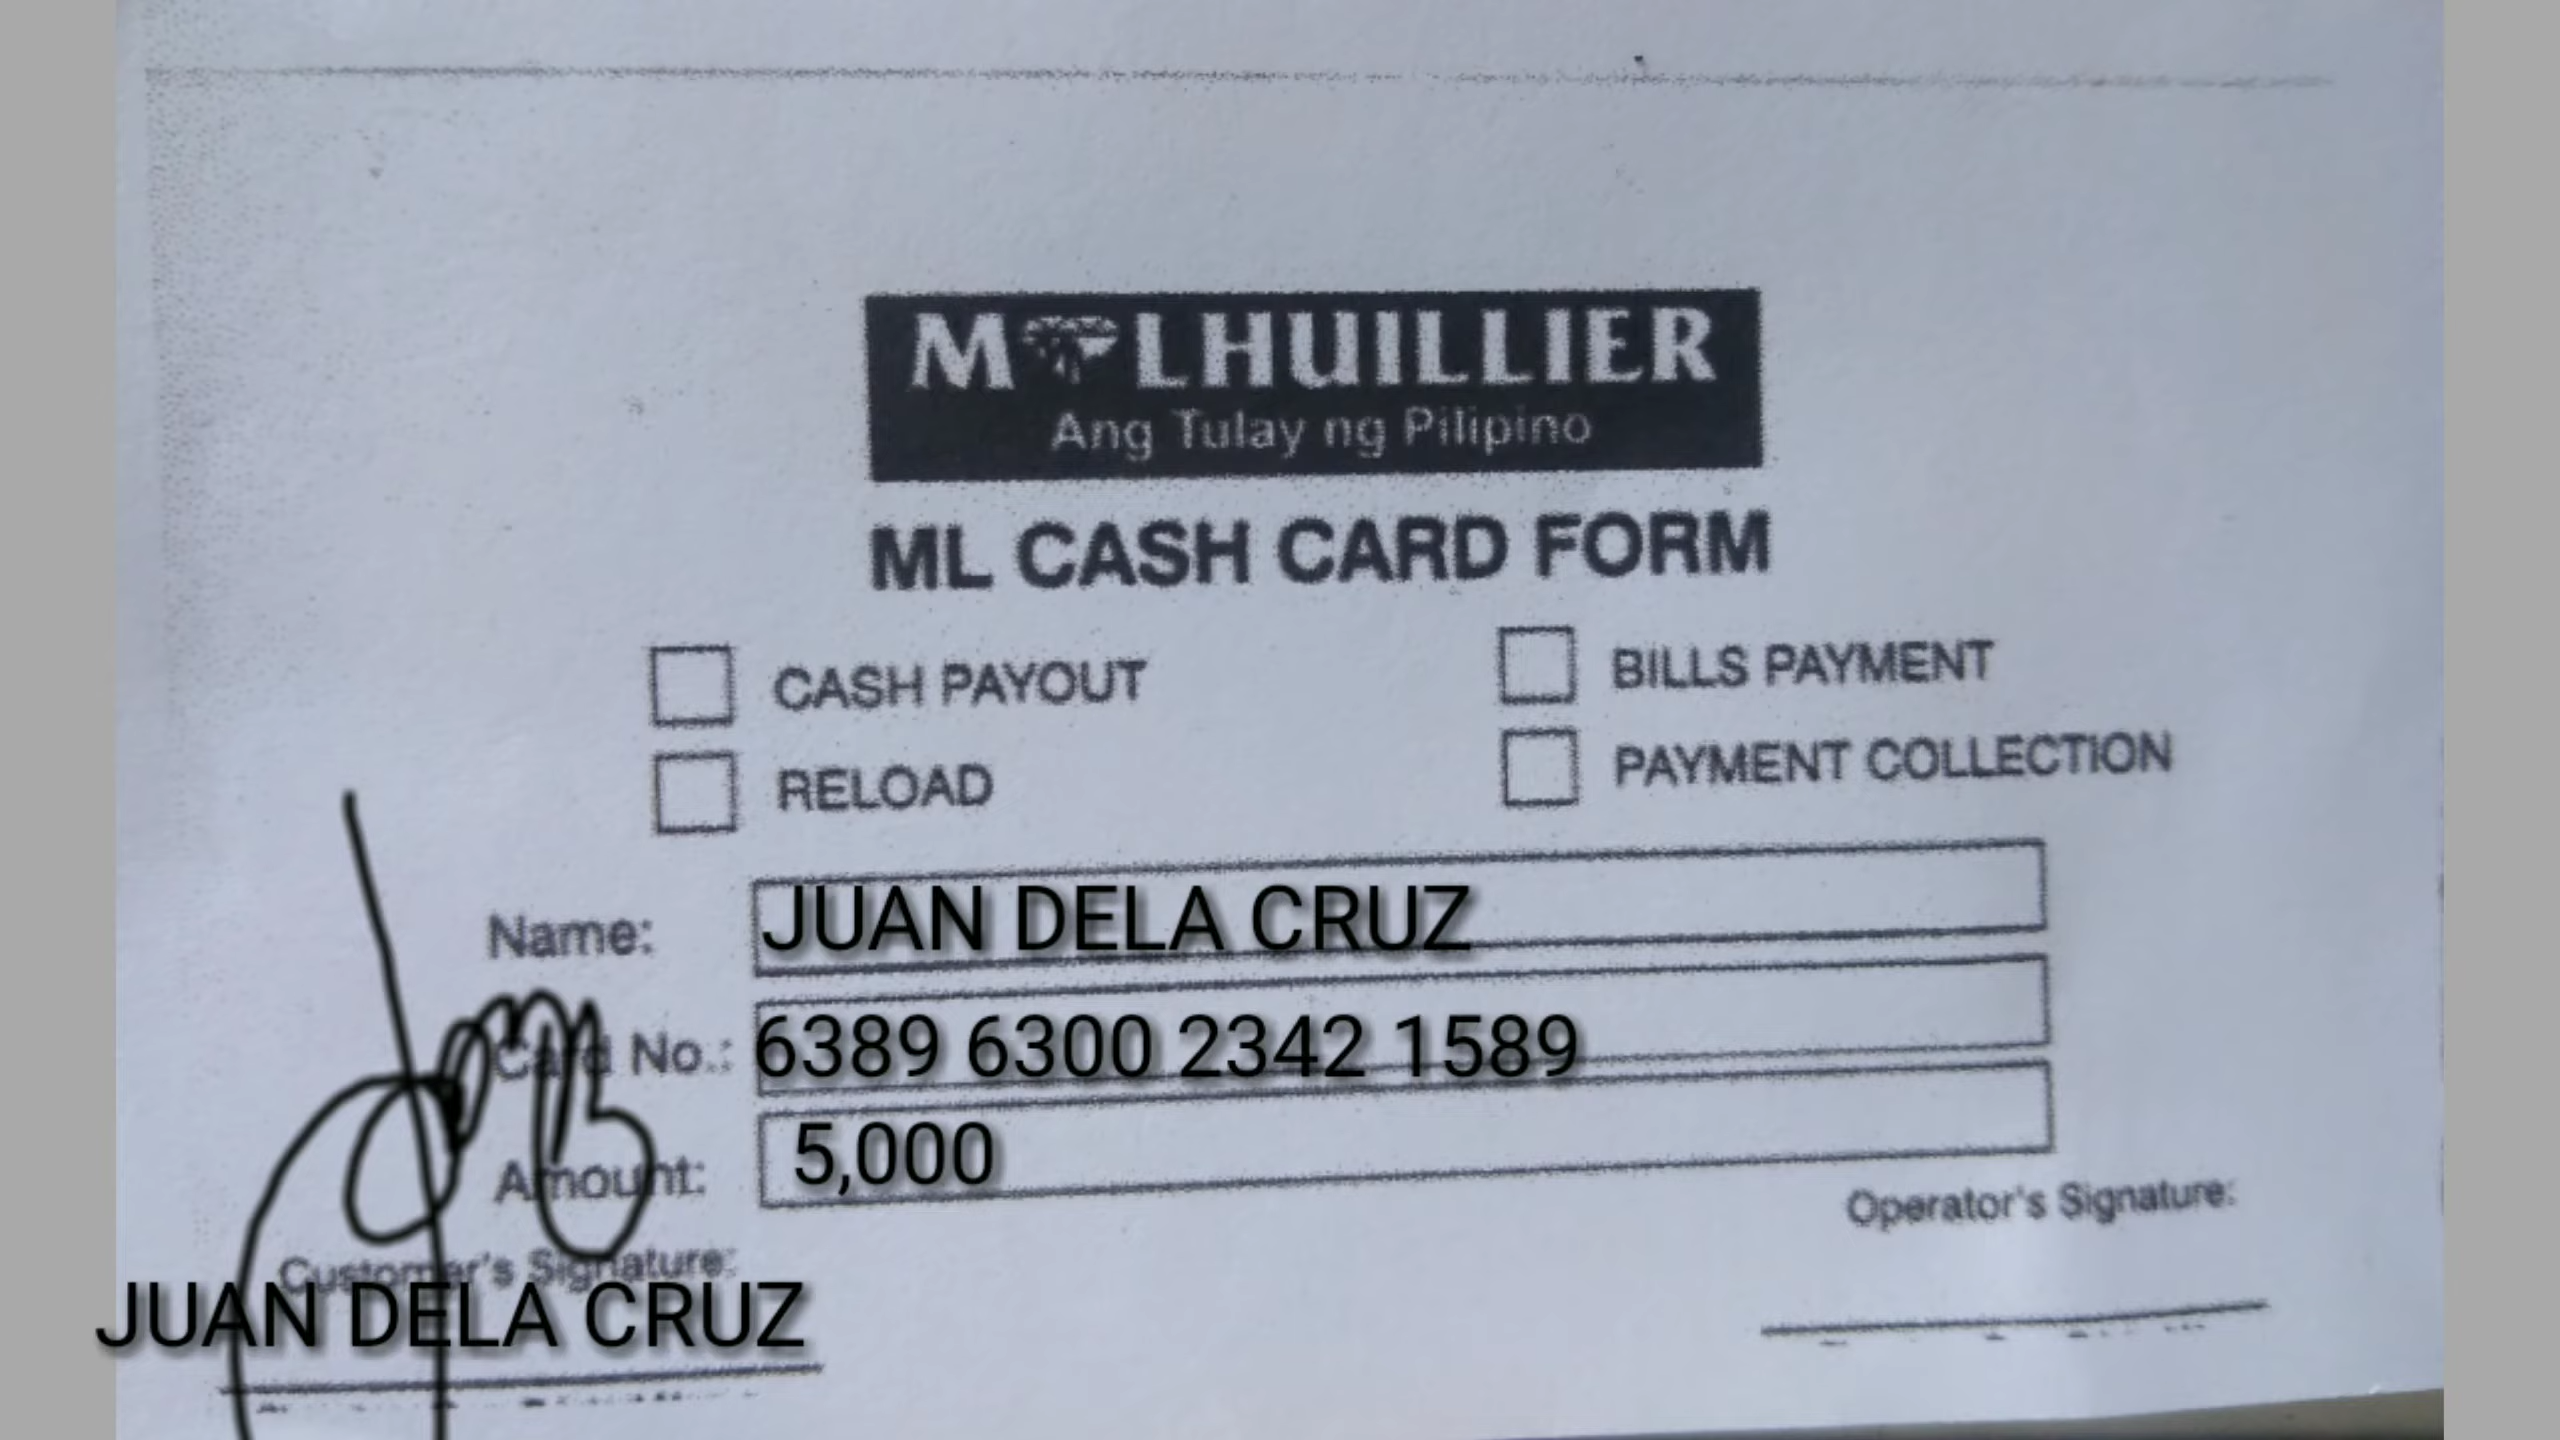 M LHUILLIER
Ang Tulay ng Pilipino
ML CASH CARD FORM
CASH PAYOUT
BILLS PAYMENT
RELOAD
PAYMENT COLLECTION
Name: JUAN DELA CRUZ
Card No.: 6389 6300 2342 1589
Amount: 5,000
Customer's Signature:
Operator's Signature:
JUAN DELA CRUZ